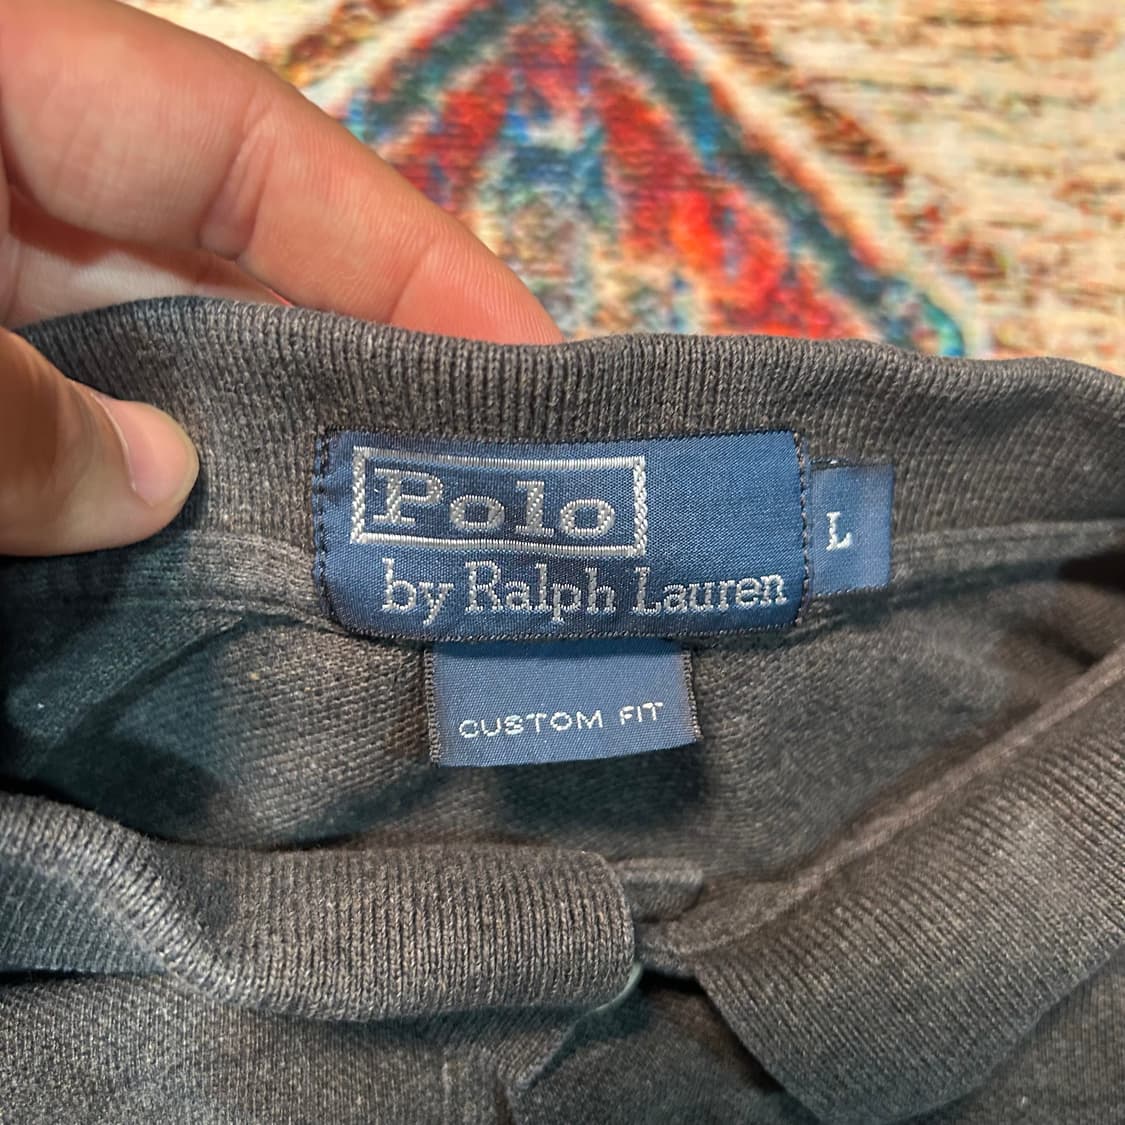 Polo
by Ralph Lauren
L
CUSTOM FIT